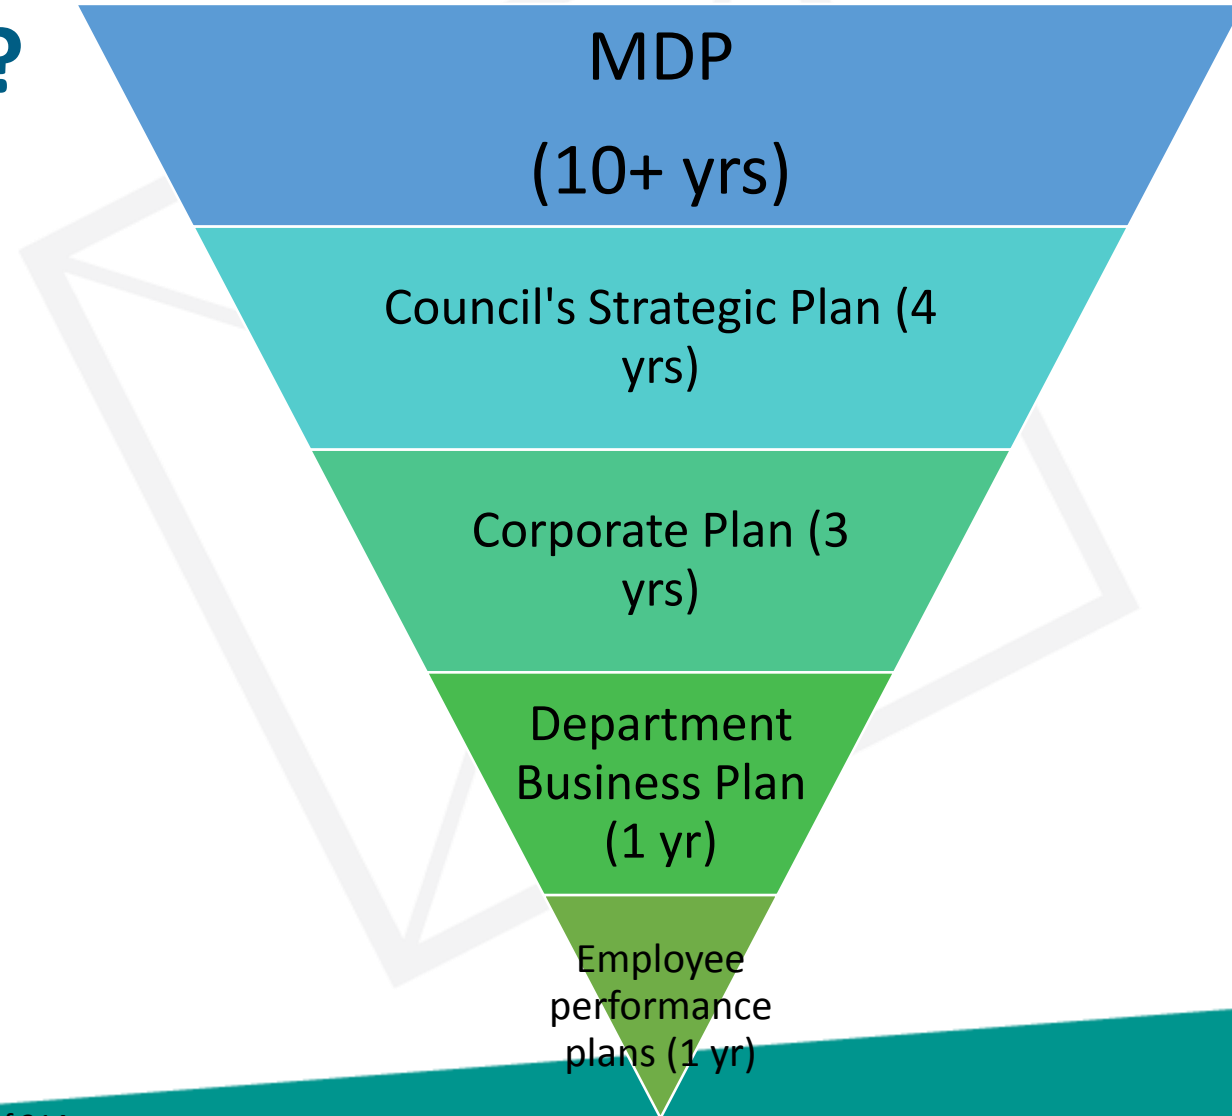 ?
MDP
(10+ yrs)
Council's Strategic Plan (4
yrs)
Corporate Plan (3
yrs)
Department
Business Plan
(1 yr)
Employee
performance
plans (1 yr)